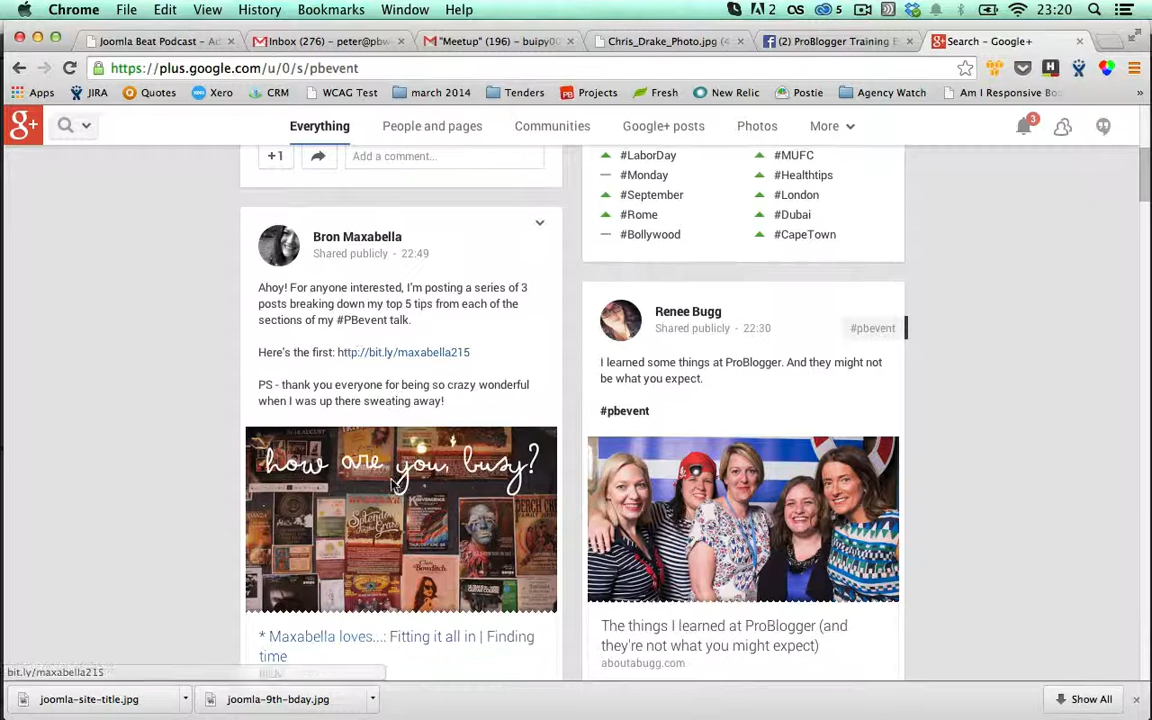 Chrome File Edit View History Bookmarks Window Help 2 5 23:20
Joomla Beat Podcast - Ad
Inbox (276) - peter@pbw
"Meetup" (196) - buipy00
Chris_Drake_Photo.jpg (4
(2) ProBlogger Training E
Search - Google+
https://plus.google.com/u/0/s/pbevent
Apps JIRA Quotes Xero CRM WCAG Test march 2014 Tenders Projects Fresh New Relic Postie Agency Watch Am I Responsive Bo »
g+ Everything People and pages Communities Google+ posts Photos More 3
+1 Add a comment...
#LaborDay #MUFC
#Monday #Healthtips
#September #London
#Rome #Dubai
#Bollywood #CapeTown
Bron Maxabella
Shared publicly - 22:49
Ahoy! For anyone interested, I'm posting a series of 3
posts breaking down my top 5 tips from each of the
sections of my #PBevent talk.
Here's the first: http://bit.ly/maxabella215
PS - thank you everyone for being so crazy wonderful
when I was up there sweating away!
how are you, busy?
Splendour
in the Grass
* Maxabella loves...: Fitting it all in | Finding
time
Renee Bugg
Shared publicly - 22:30
#pbevent
I learned some things at ProBlogger. And they might not
be what you expect.
#pbevent
The things I learned at ProBlogger (and
they're not what you might expect)
aboutabugg.com
bit.ly/maxabella215
joomla-site-title.jpg
joomla-9th-bday.jpg
Show All